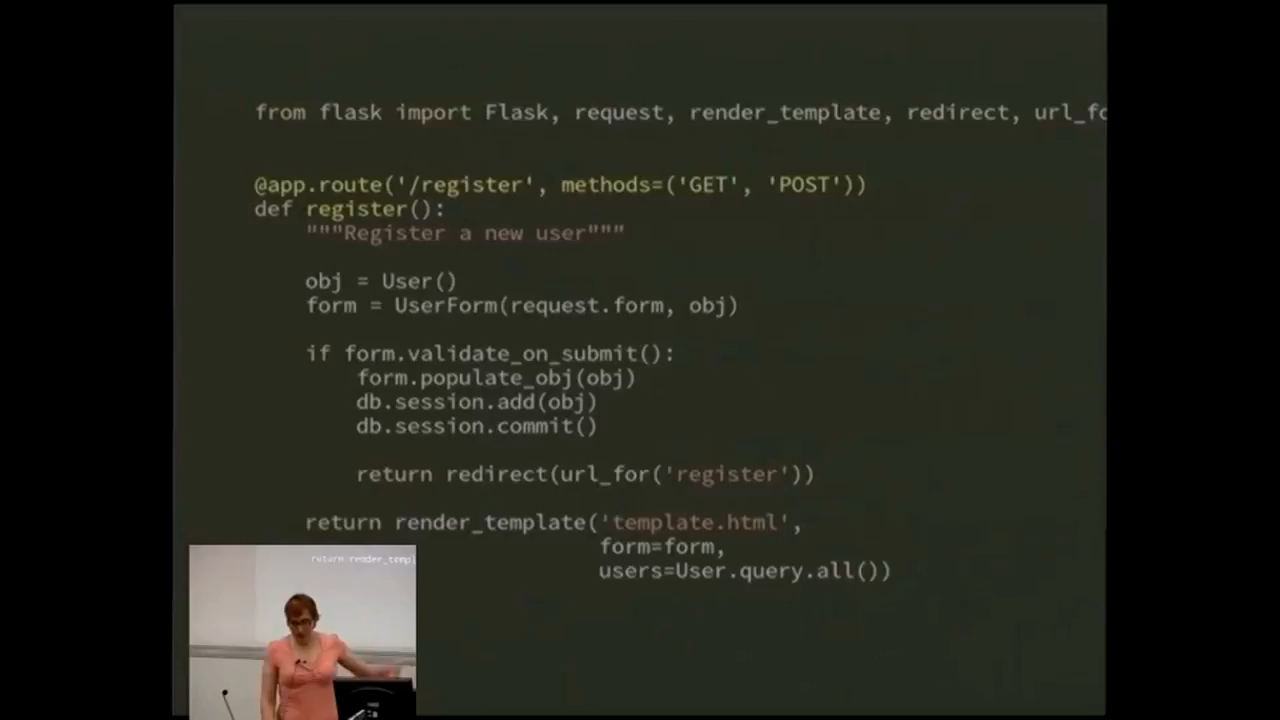 from flask import Flask, request, render_template, redirect, url_fo
@app.route('/register', methods=('GET', 'POST'))
def register():
"""Register a new user"""
obj = User()
form = UserForm(request.form, obj)
if form.validate_on_submit():
form.populate_obj(obj)
db.session.add(obj)
db.session.commit()
return redirect(url_for('register'))
return render_template('template.html',
form=form,
users=User.query.all())
return render_templ